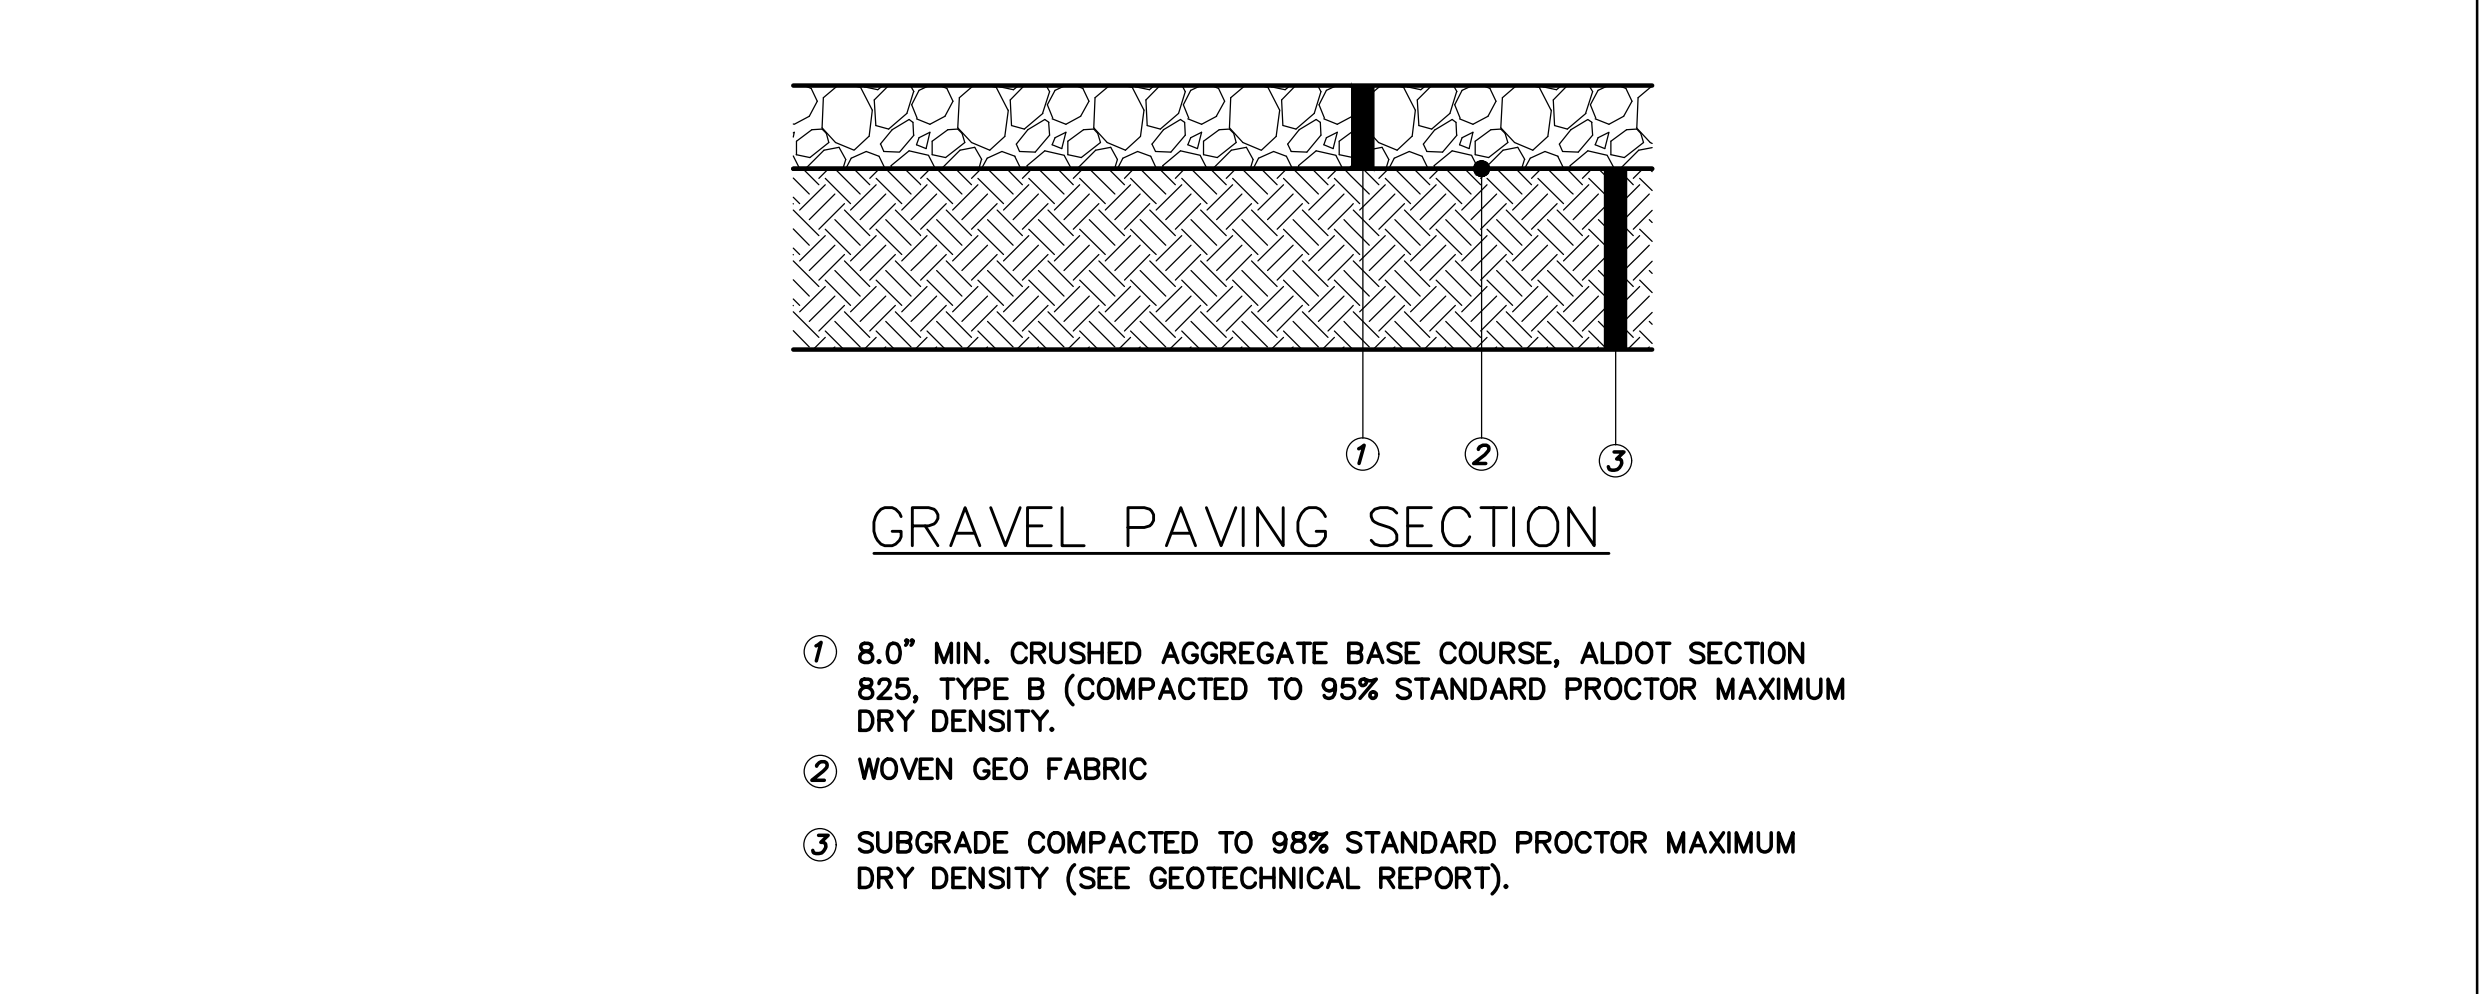 1 2 3
GRAVEL PAVING SECTION
1 8.0" MIN. CRUSHED AGGREGATE BASE COURSE, ALDOT SECTION
825, TYPE B (COMPACTED TO 95% STANDARD PROCTOR MAXIMUM
DRY DENSITY.
2 WOVEN GEO FABRIC
3 SUBGRADE COMPACTED TO 98% STANDARD PROCTOR MAXIMUM
DRY DENSITY (SEE GEOTECHNICAL REPORT).